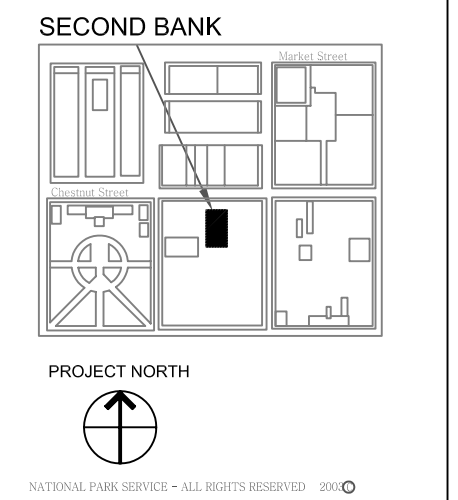 SECOND BANK
Market Street
Chestnut Street
PROJECT NORTH
NATIONAL PARK SERVICE - ALL RIGHTS RESERVED 2003